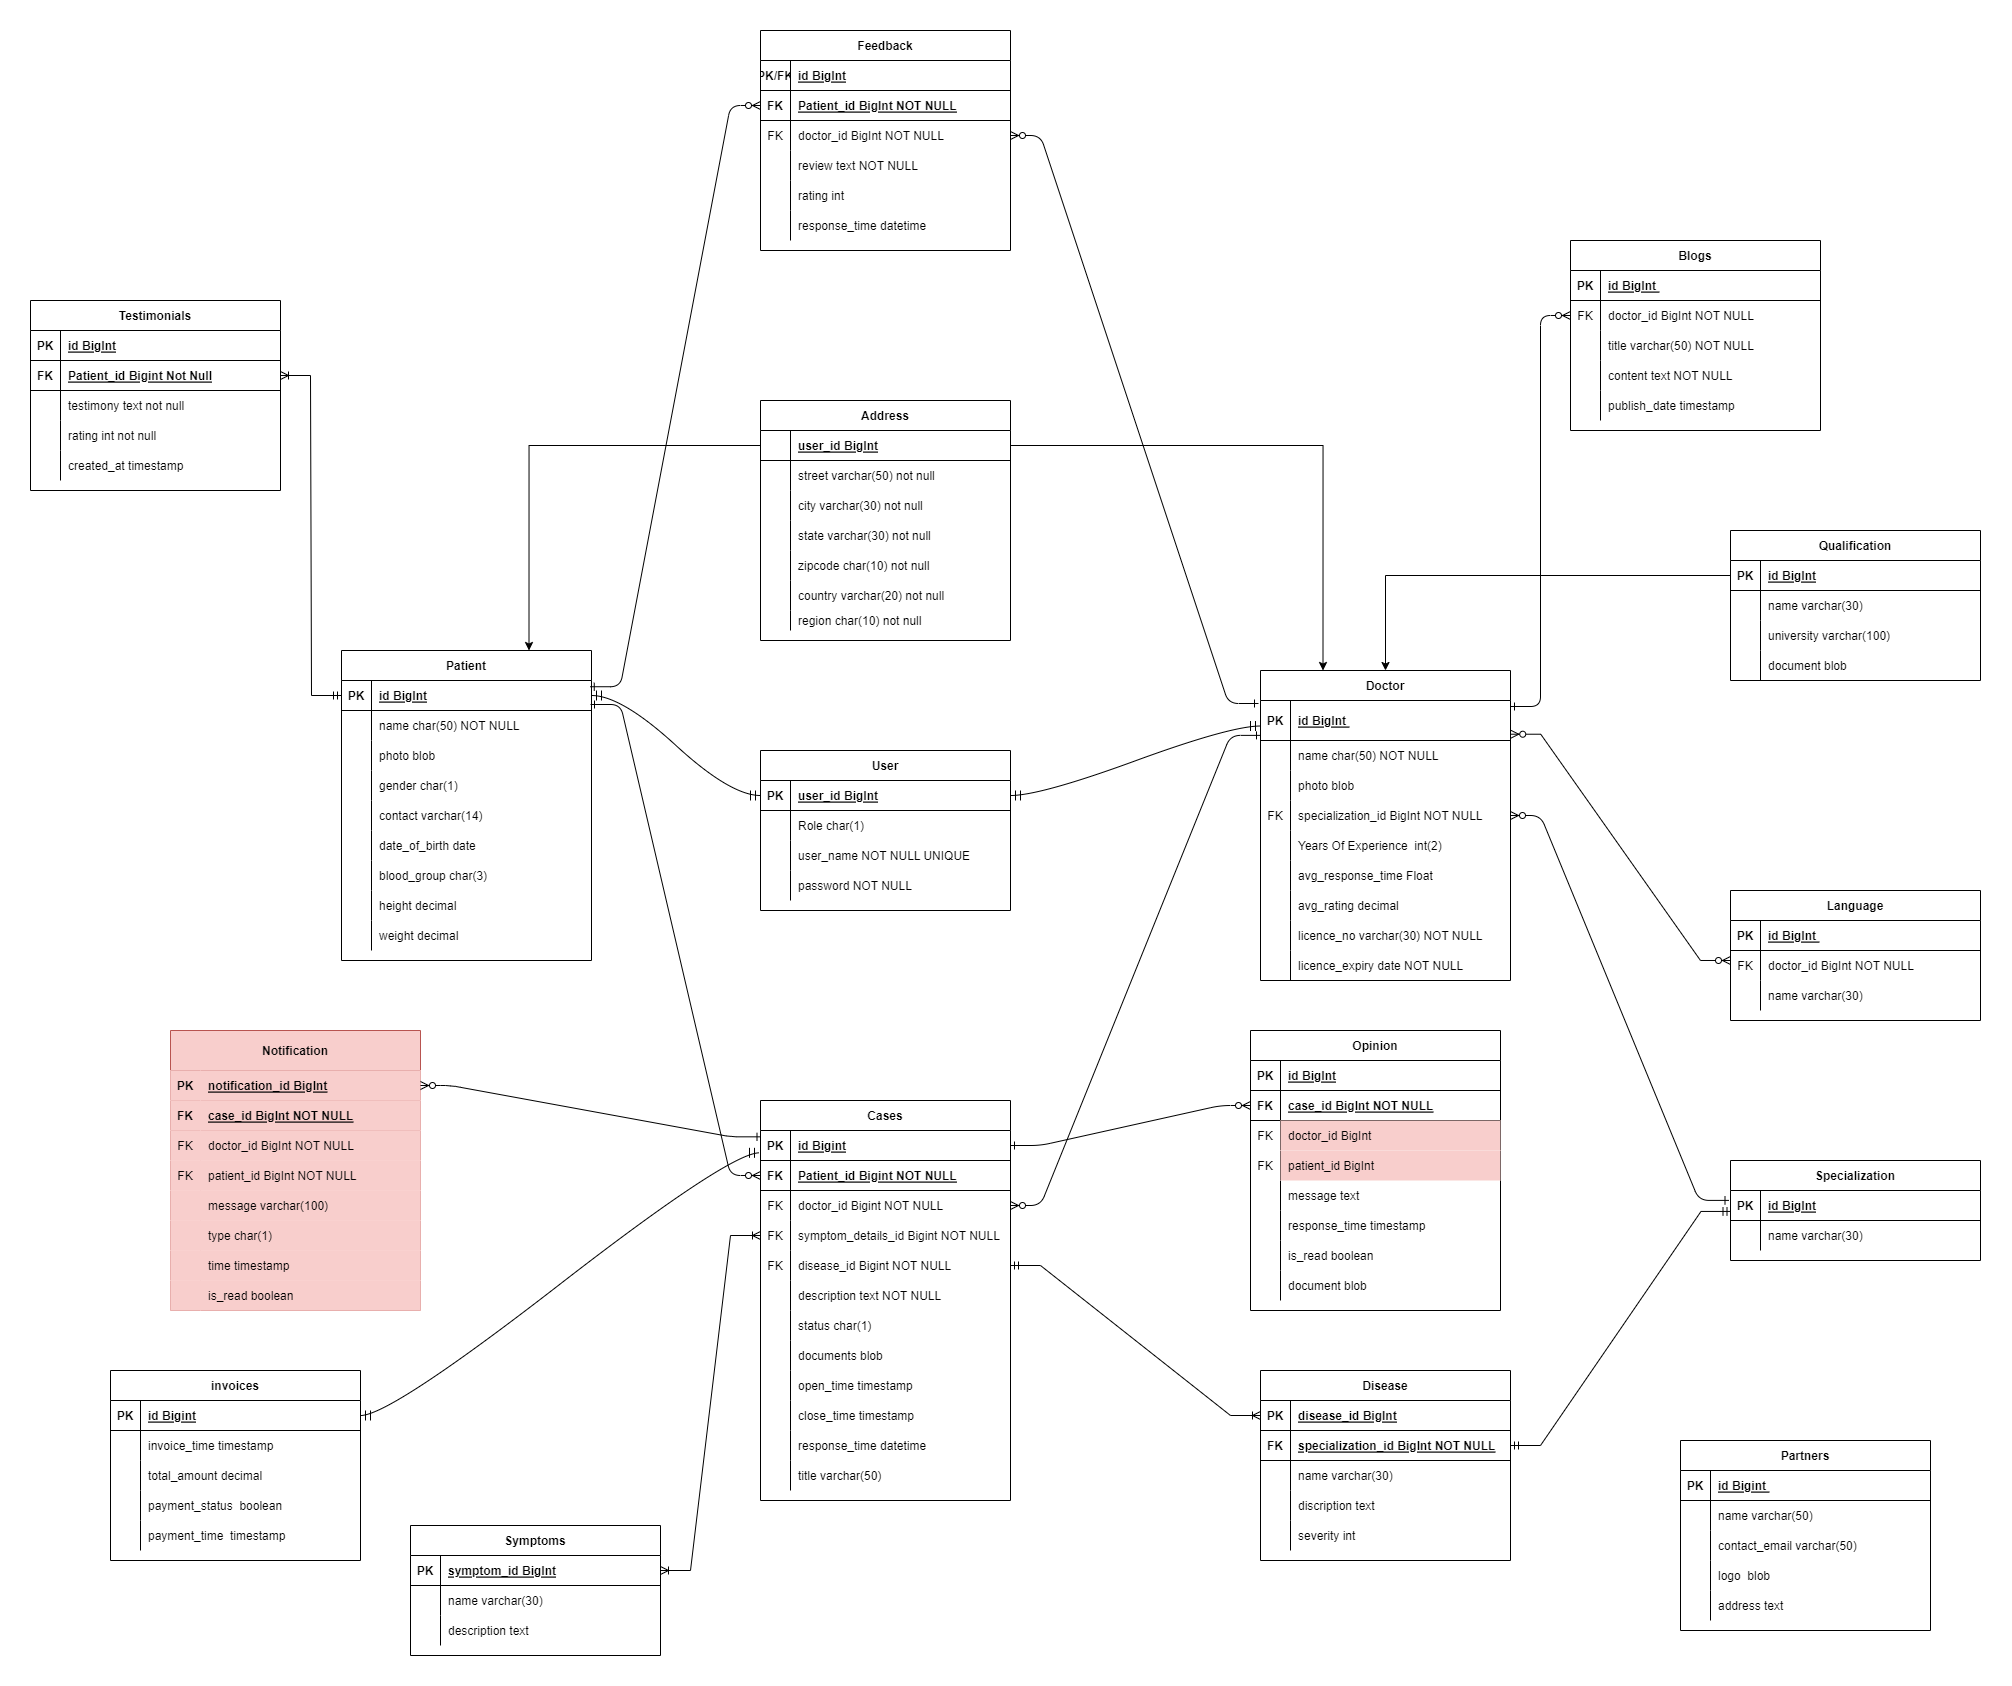 Feedback
PK/FK id BigInt
FK Patient_id BigInt NOT NULL
FK doctor_id BigInt NOT NULL
review text NOT NULL
rating int
response_time datetime
Blogs
PK id BigInt
FK doctor_id BigInt NOT NULL
title varchar(50) NOT NULL
content text NOT NULL
publish_date timestamp
Testimonials
PK id BigInt
FK Patient_id Bigint Not Null
testimony text not null
rating int not null
created_at timestamp
Address
user_id BigInt
street varchar(50) not null
city varchar(30) not null
state varchar(30) not null
zipcode char(10) not null
country varchar(20) not null
region char(10) not null
Qualification
PK id BigInt
name varchar(30)
university varchar(100)
document blob
Patient
PK id BigInt
name char(50) NOT NULL
photo blob
gender char(1)
contact varchar(14)
date_of_birth date
blood_group char(3)
height decimal
weight decimal
User
PK user_id BigInt
Role char(1)
user_name NOT NULL UNIQUE
password NOT NULL
Doctor
PK id BigInt
name char(50) NOT NULL
photo blob
FK specialization_id BigInt NOT NULL
Years Of Experience int(2)
avg_response_time Float
avg_rating decimal
licence_no varchar(30) NOT NULL
licence_expiry date NOT NULL
Language
PK id BigInt
FK doctor_id BigInt NOT NULL
name varchar(30)
Notification
PK notification_id BigInt
FK case_id BigInt NOT NULL
FK doctor_id BigInt NOT NULL
FK patient_id BigInt NOT NULL
message varchar(100)
type char(1)
time timestamp
is_read boolean
Cases
PK id Bigint
FK Patient_id Bigint NOT NULL
FK doctor_id Bigint NOT NULL
FK symptom_details_id Bigint NOT NULL
FK disease_id Bigint NOT NULL
description text NOT NULL
status char(1)
documents blob
open_time timestamp
close_time timestamp
response_time datetime
title varchar(50)
Opinion
PK id BigInt
FK case_id BigInt NOT NULL
FK doctor_id BigInt
FK patient_id BigInt
message text
response_time timestamp
is_read boolean
document blob
Specialization
PK id BigInt
name varchar(30)
invoices
PK id Bigint
invoice_time timestamp
total_amount decimal
payment_status boolean
payment_time timestamp
Symptoms
PK symptom_id BigInt
name varchar(30)
description text
Disease
PK disease_id BigInt
FK specialization_id BigInt NOT NULL
name varchar(30)
discription text
severity int
Partners
PK id Bigint
name varchar(50)
contact_email varchar(50)
logo blob
address text